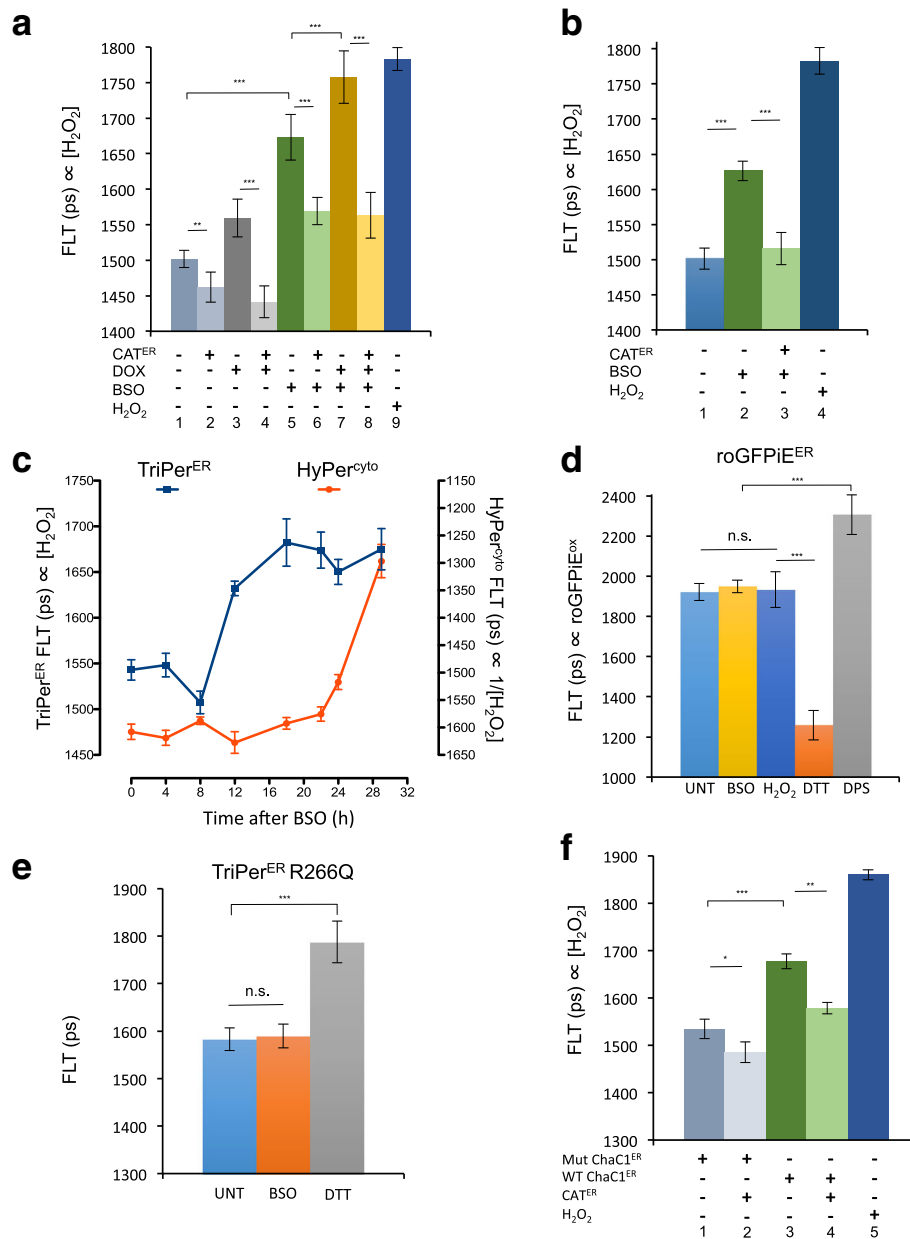 a
FLT (ps) ∝ [H₂O₂]
1800
1750
1700
1650
1600
1550
1500
1450
1400
***
***
***
***
***
**
CATᴱᴿ - + - + - + - + -
DOX - - + + - - + + -
BSO - - - - + + + + -
H₂O₂ - - - - - - - - +
1 2 3 4 5 6 7 8 9
b
FLT (ps) ∝ [H₂O₂]
1800
1750
1700
1650
1600
1550
1500
1450
1400
*** ***
CATᴱᴿ - - + -
BSO - + + -
H₂O₂ - - - +
1 2 3 4
c
TriPerᴱᴿ HyPerᶜʸᵗᵒ
TriPerᴱᴿ FLT (ps) ∝ [H₂O₂]
1750
1700
1650
1600
1550
1500
1450
HyPerᶜʸᵗᵒ FLT (ps) ∝ 1/[H₂O₂]
1150
1200
1250
1300
1350
1400
1450
1500
1550
1600
1650
0 4 8 12 16 20 24 28 32
Time after BSO (h)
d
roGFPiEᴱᴿ
FLT (ps) ∝ roGFPiEᵒˣ
2400
2200
2000
1800
1600
1400
1200
1000
***
n.s.
***
UNT BSO H₂O₂ DTT DPS
e
TriPerᴱᴿ R266Q
FLT (ps)
1900
1800
1700
1600
1500
1400
1300
***
n.s.
UNT BSO DTT
f
FLT (ps) ∝ [H₂O₂]
1900
1800
1700
1600
1500
1400
1300
*** **
*
Mut ChaC1ᴱᴿ + + - - -
WT ChaC1ᴱᴿ - - + + -
CATᴱᴿ - + - + -
H₂O₂ - - - - +
1 2 3 4 5